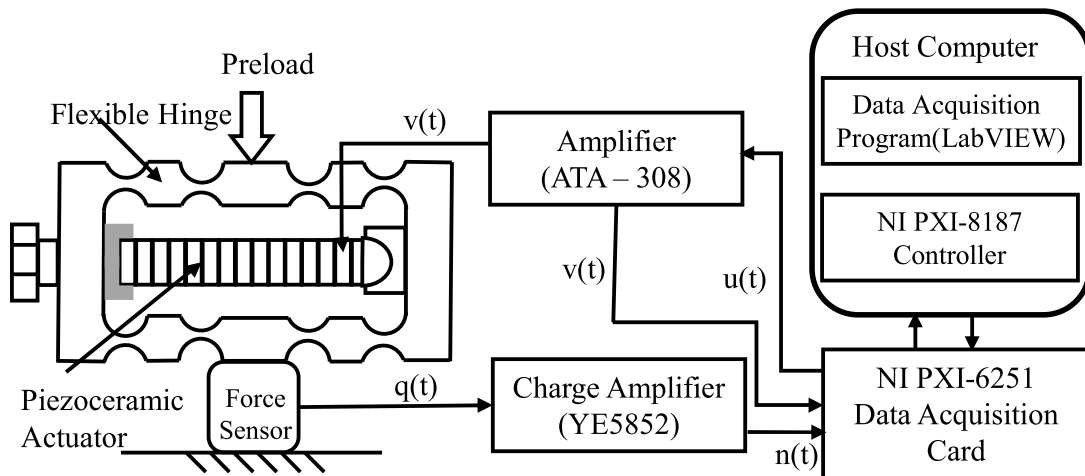 Preload
Flexible Hinge
v(t)
Amplifier
(ATA – 308)
Host Computer
Data Acquisition
Program(LabVIEW)
NI PXI-8187
Controller
v(t)
u(t)
Piezoceramic
Actuator
Force
Sensor
q(t)
Charge Amplifier
(YE5852)
n(t)
NI PXI-6251
Data Acquisition
Card